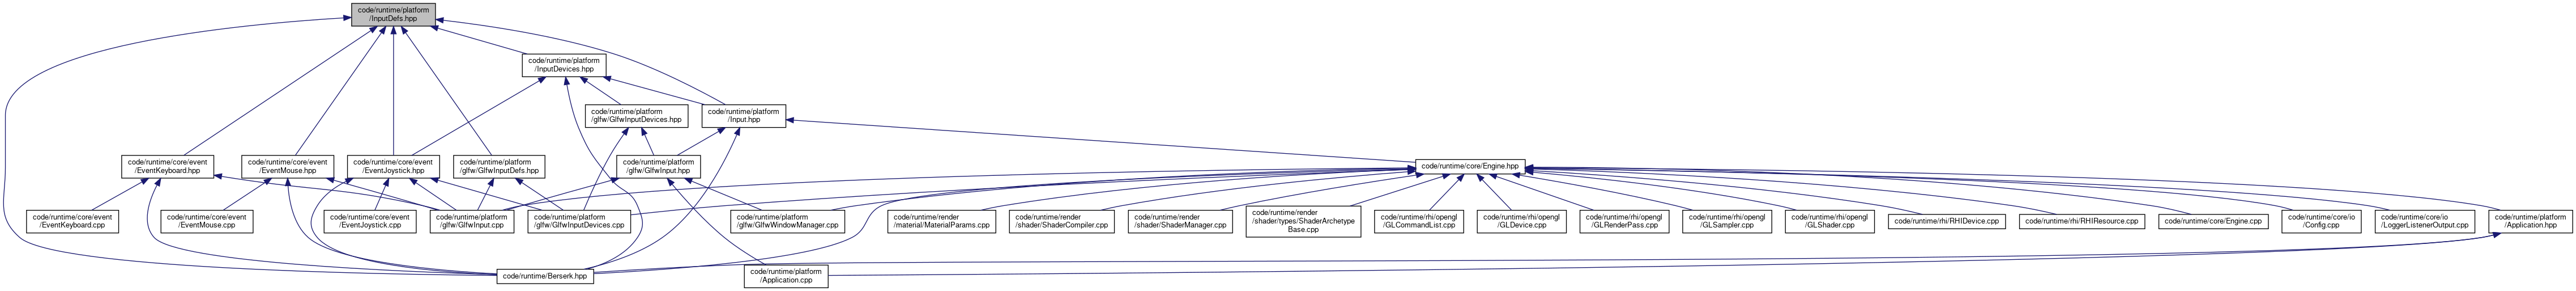 code/runtime/platform
/InputDefs.hpp
code/runtime/platform
/InputDevices.hpp
code/runtime/platform
/glfw/GlfwInputDevices.hpp
code/runtime/platform
/Input.hpp
code/runtime/core/event
/EventKeyboard.hpp
code/runtime/core/event
/EventMouse.hpp
code/runtime/core/event
/EventJoystick.hpp
code/runtime/platform
/glfw/GlfwInputDefs.hpp
code/runtime/platform
/glfw/GlfwInput.hpp
code/runtime/core/Engine.hpp
code/runtime/core/event
/EventKeyboard.cpp
code/runtime/core/event
/EventMouse.cpp
code/runtime/core/event
/EventJoystick.cpp
code/runtime/platform
/glfw/GlfwInput.cpp
code/runtime/platform
/glfw/GlfwInputDevices.cpp
code/runtime/platform
/glfw/GlfwWindowManager.cpp
code/runtime/render
/material/MaterialParams.cpp
code/runtime/render
/shader/ShaderCompiler.cpp
code/runtime/render
/shader/ShaderManager.cpp
code/runtime/render
/shader/types/ShaderArchetype
Base.cpp
code/runtime/rhi/opengl
/GLCommandList.cpp
code/runtime/rhi/opengl
/GLDevice.cpp
code/runtime/rhi/opengl
/GLRenderPass.cpp
code/runtime/rhi/opengl
/GLSampler.cpp
code/runtime/rhi/opengl
/GLShader.cpp
code/runtime/rhi/RHIDevice.cpp
code/runtime/rhi/RHIResource.cpp
code/runtime/core/Engine.cpp
code/runtime/core/io
/Config.cpp
code/runtime/core/io
/LoggerListenerOutput.cpp
code/runtime/platform
/Application.hpp
code/runtime/Berserk.hpp
code/runtime/platform
/Application.cpp